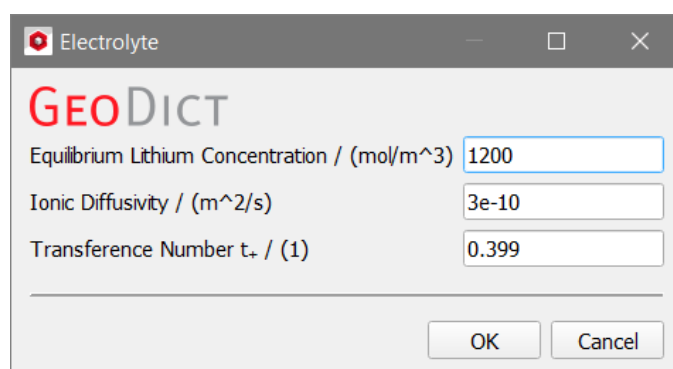 Electrolyte
GEODICT
Equilibrium Lithium Concentration / (mol/m^3) 1200
Ionic Diffusivity / (m^2/s) 3e-10
Transference Number t₊ / (1) 0.399
OK Cancel